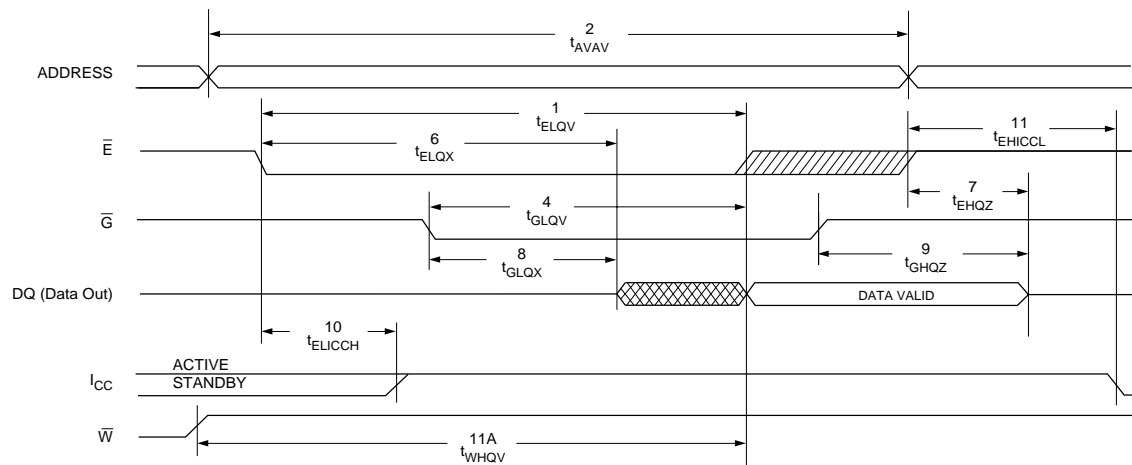 2
tAVAV
ADDRESS
1
tELQV
11
tEHICCL
6
tELQX
E̅
7
tEHQZ
4
tGLQV
G̅
9
tGHQZ
8
tGLQX
DQ (Data Out)
DATA VALID
10
tELICCH
ACTIVE
ICC
STANDBY
W̅
11A
tWHQV